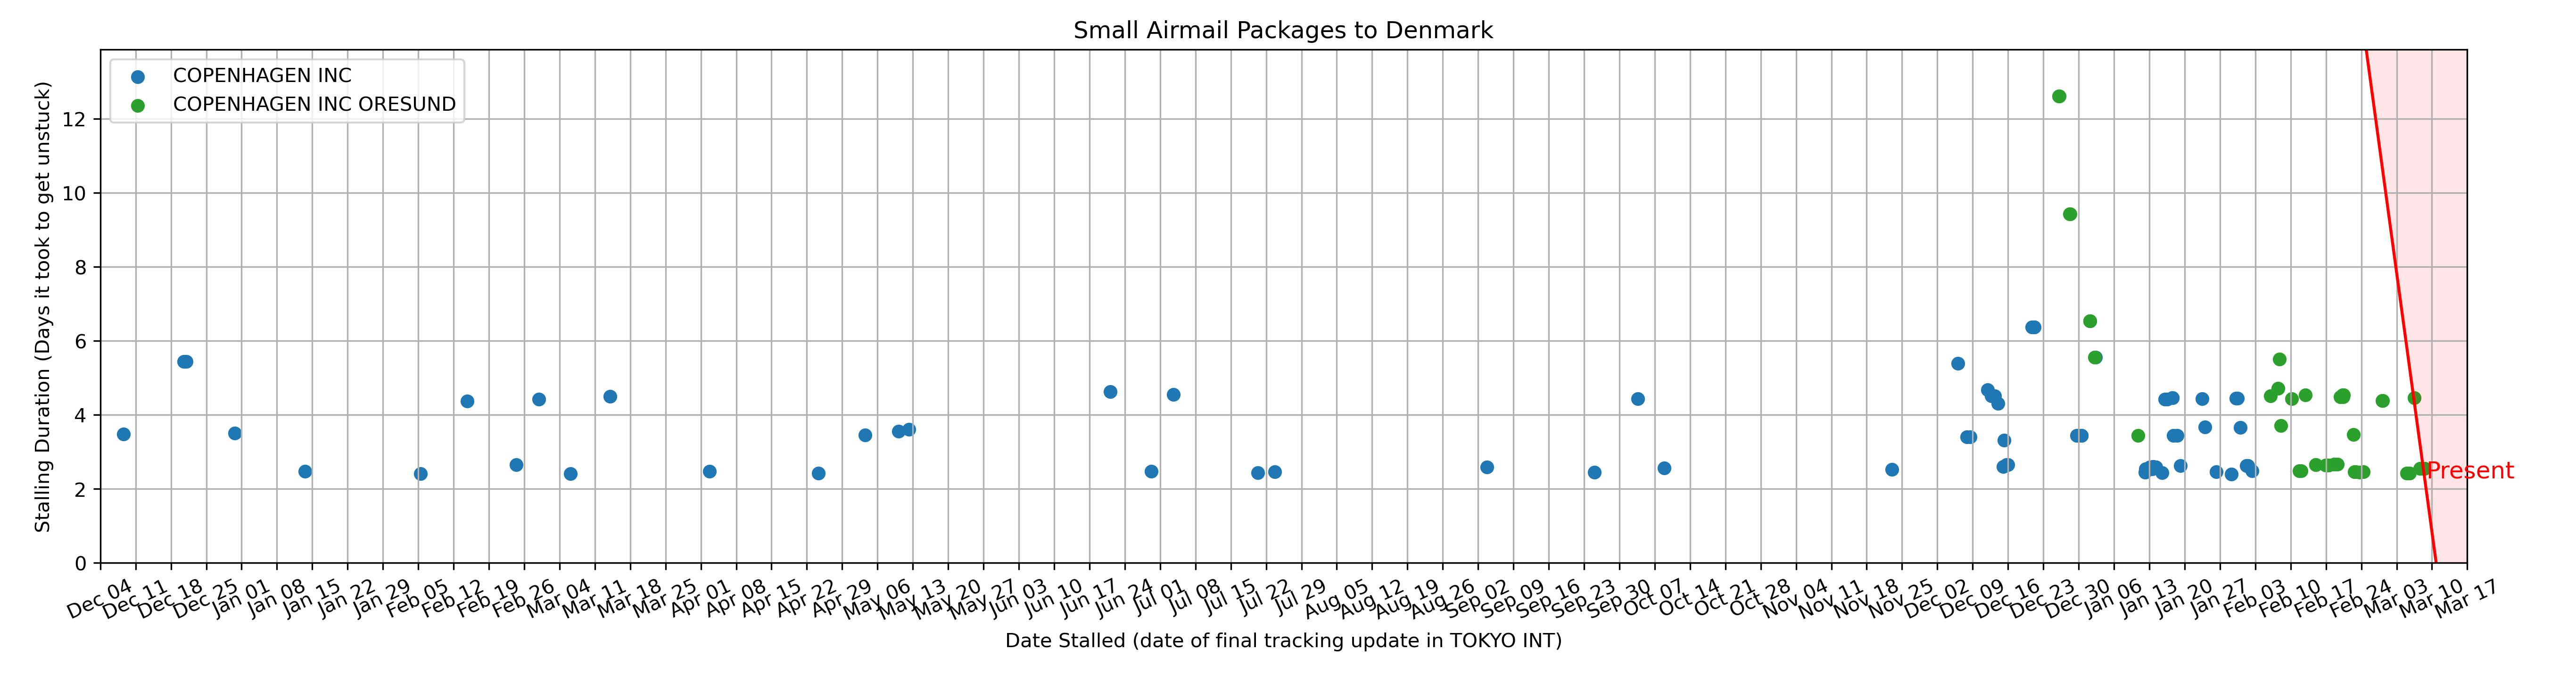 Small Airmail Packages to Denmark
COPENHAGEN INC
COPENHAGEN INC ORESUND
Stalling Duration (Days it took to get unstuck)
12
10
8
6
4
2
0
Present
Dec 04 Dec 11 Dec 18 Dec 25 Jan 01 Jan 08 Jan 15 Jan 22 Jan 29 Feb 05 Feb 12 Feb 19 Feb 26 Mar 04 Mar 11 Mar 18 Mar 25 Apr 01 Apr 08 Apr 15 Apr 22 Apr 29 May 06 May 13 May 20 May 27 Jun 03 Jun 10 Jun 17 Jun 24 Jul 01 Jul 08 Jul 15 Jul 22 Jul 29 Aug 05 Aug 12 Aug 19 Aug 26 Sep 02 Sep 09 Sep 16 Sep 23 Sep 30 Oct 07 Oct 14 Oct 21 Oct 28 Nov 04 Nov 11 Nov 18 Nov 25 Dec 02 Dec 09 Dec 16 Dec 23 Dec 30 Jan 06 Jan 13 Jan 20 Jan 27 Feb 03 Feb 10 Feb 17 Feb 24 Mar 03 Mar 10 Mar 17
Date Stalled (date of final tracking update in TOKYO INT)